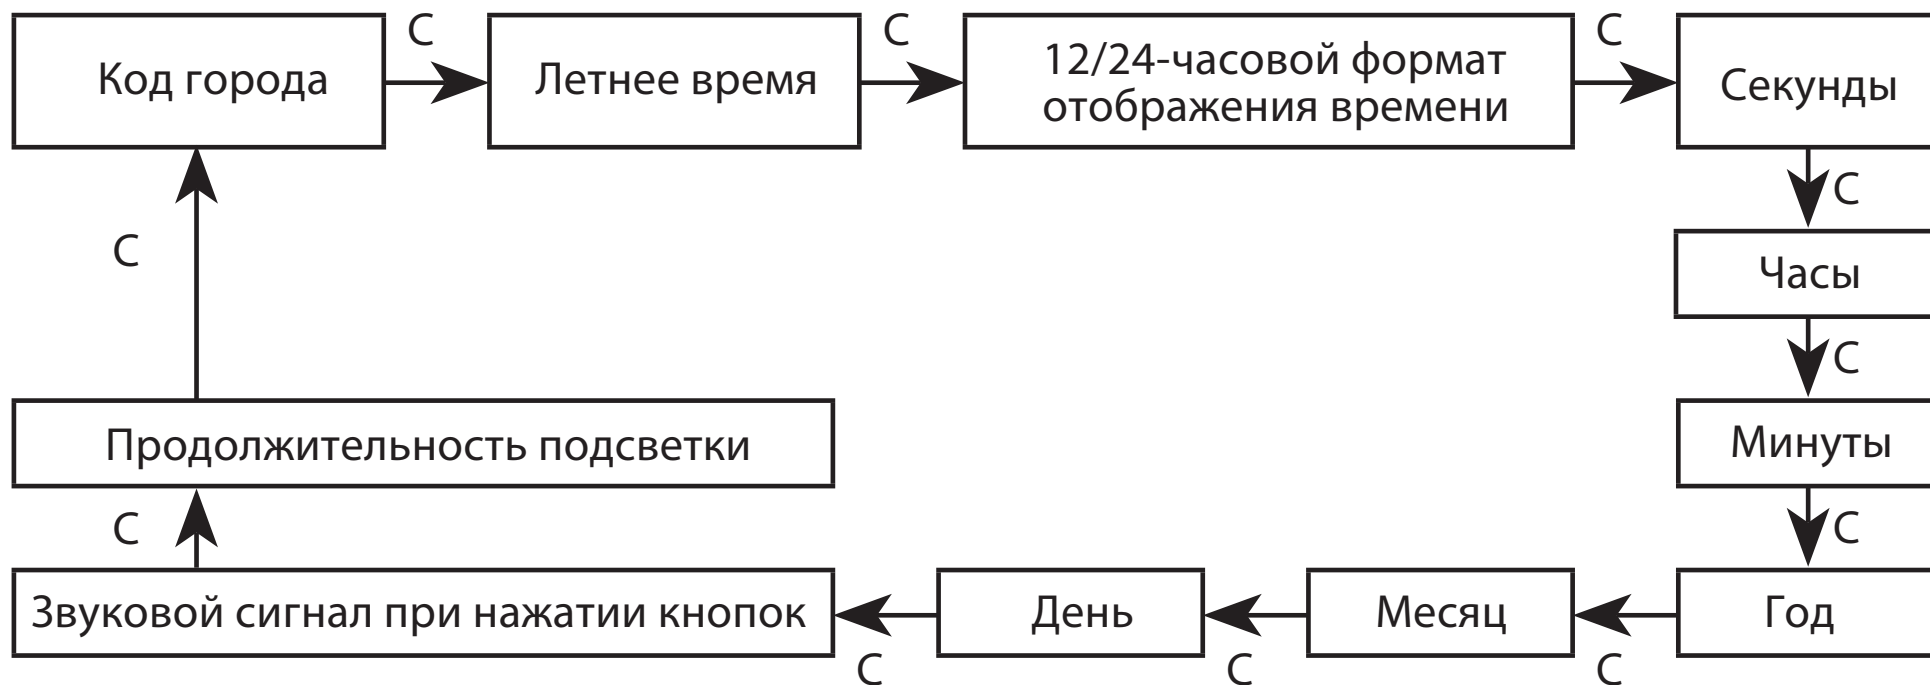 С
С
С
Код города
Летнее время
12/24-часовой формат
отображения времени
Секунды
С
Часы
С
С
Продолжительность подсветки
Минуты
С
С
Звуковой сигнал при нажатии кнопок
День
Месяц
Год
С
С
С